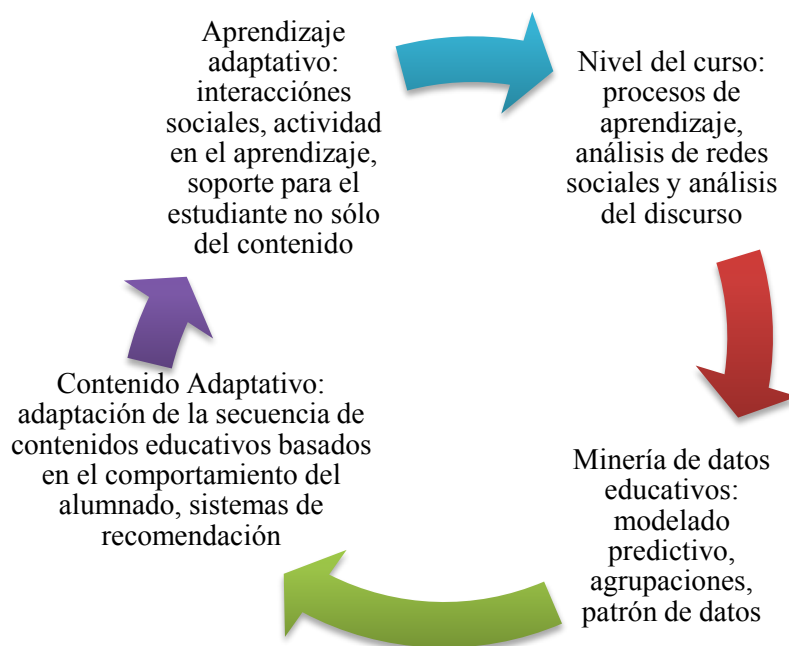 Aprendizaje
adaptativo:
interacciónes
sociales, actividad
en el aprendizaje,
soporte para el
estudiante no sólo
del contenido
Nivel del curso:
procesos de
aprendizaje,
análisis de redes
sociales y análisis
del discurso
Minería de datos
educativos:
modelado
predictivo,
agrupaciones,
patrón de datos
Contenido Adaptativo:
adaptación de la secuencia de
contenidos educativos basados
en el comportamiento del
alumnado, sistemas de
recomendación